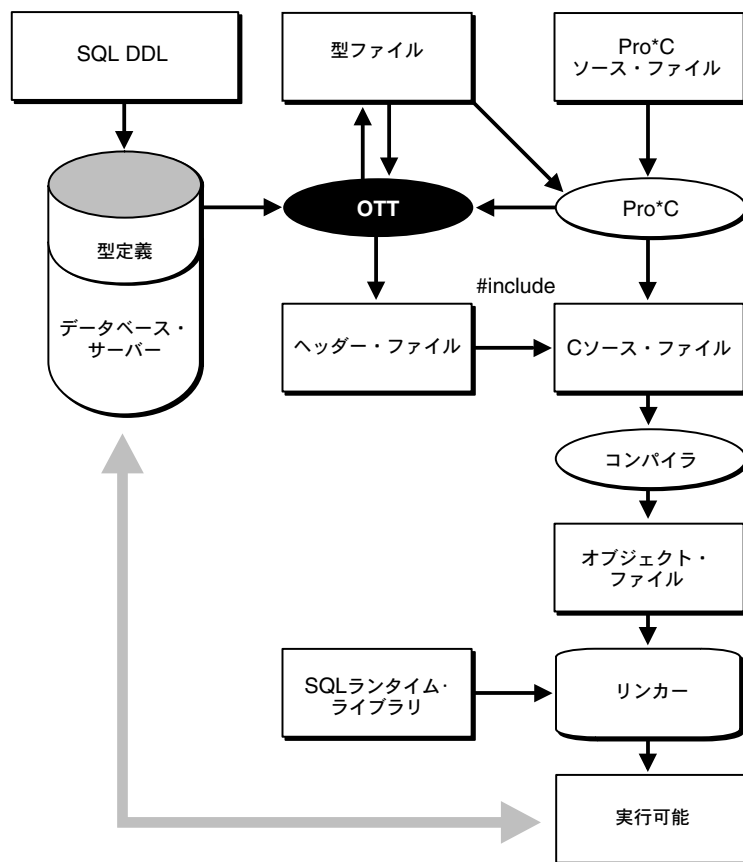 SQL DDL
型ファイル
Pro*C
ソース・ファイル
型定義
データベース・
サーバー
OTT
Pro*C
#include
ヘッダー・ファイル
Cソース・ファイル
コンパイラ
オブジェクト・
ファイル
SQLランタイム・
ライブラリ
リンカー
実行可能